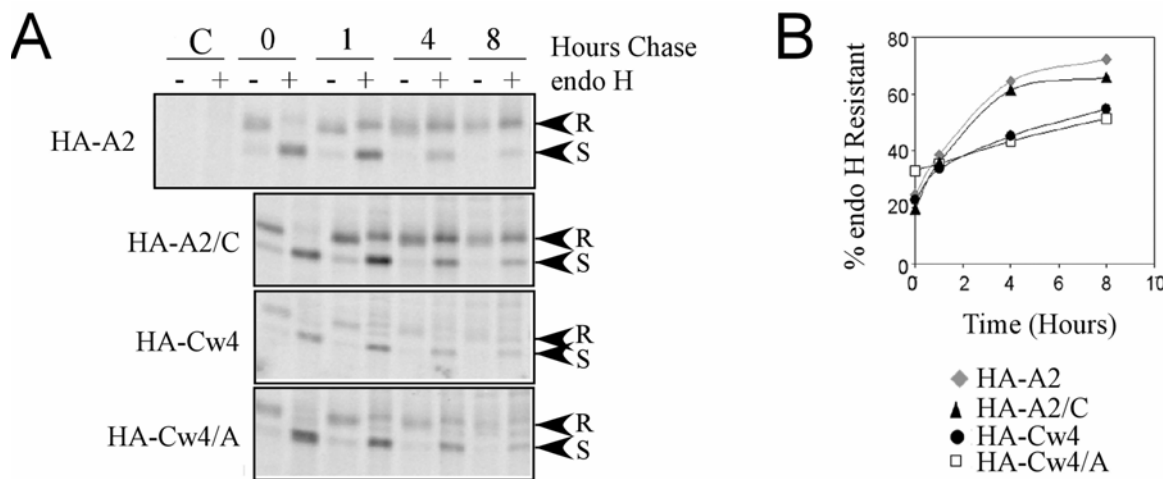 A
C 0 1 4 8 Hours Chase
- + - + - + - + - + endo H
HA-A2
R
S
HA-A2/C
R
S
HA-Cw4
R
S
HA-Cw4/A
R
S
B
% endo H Resistant
80
60
40
20
0
0 2 4 6 8 10
Time (Hours)
HA-A2
HA-A2/C
HA-Cw4
HA-Cw4/A